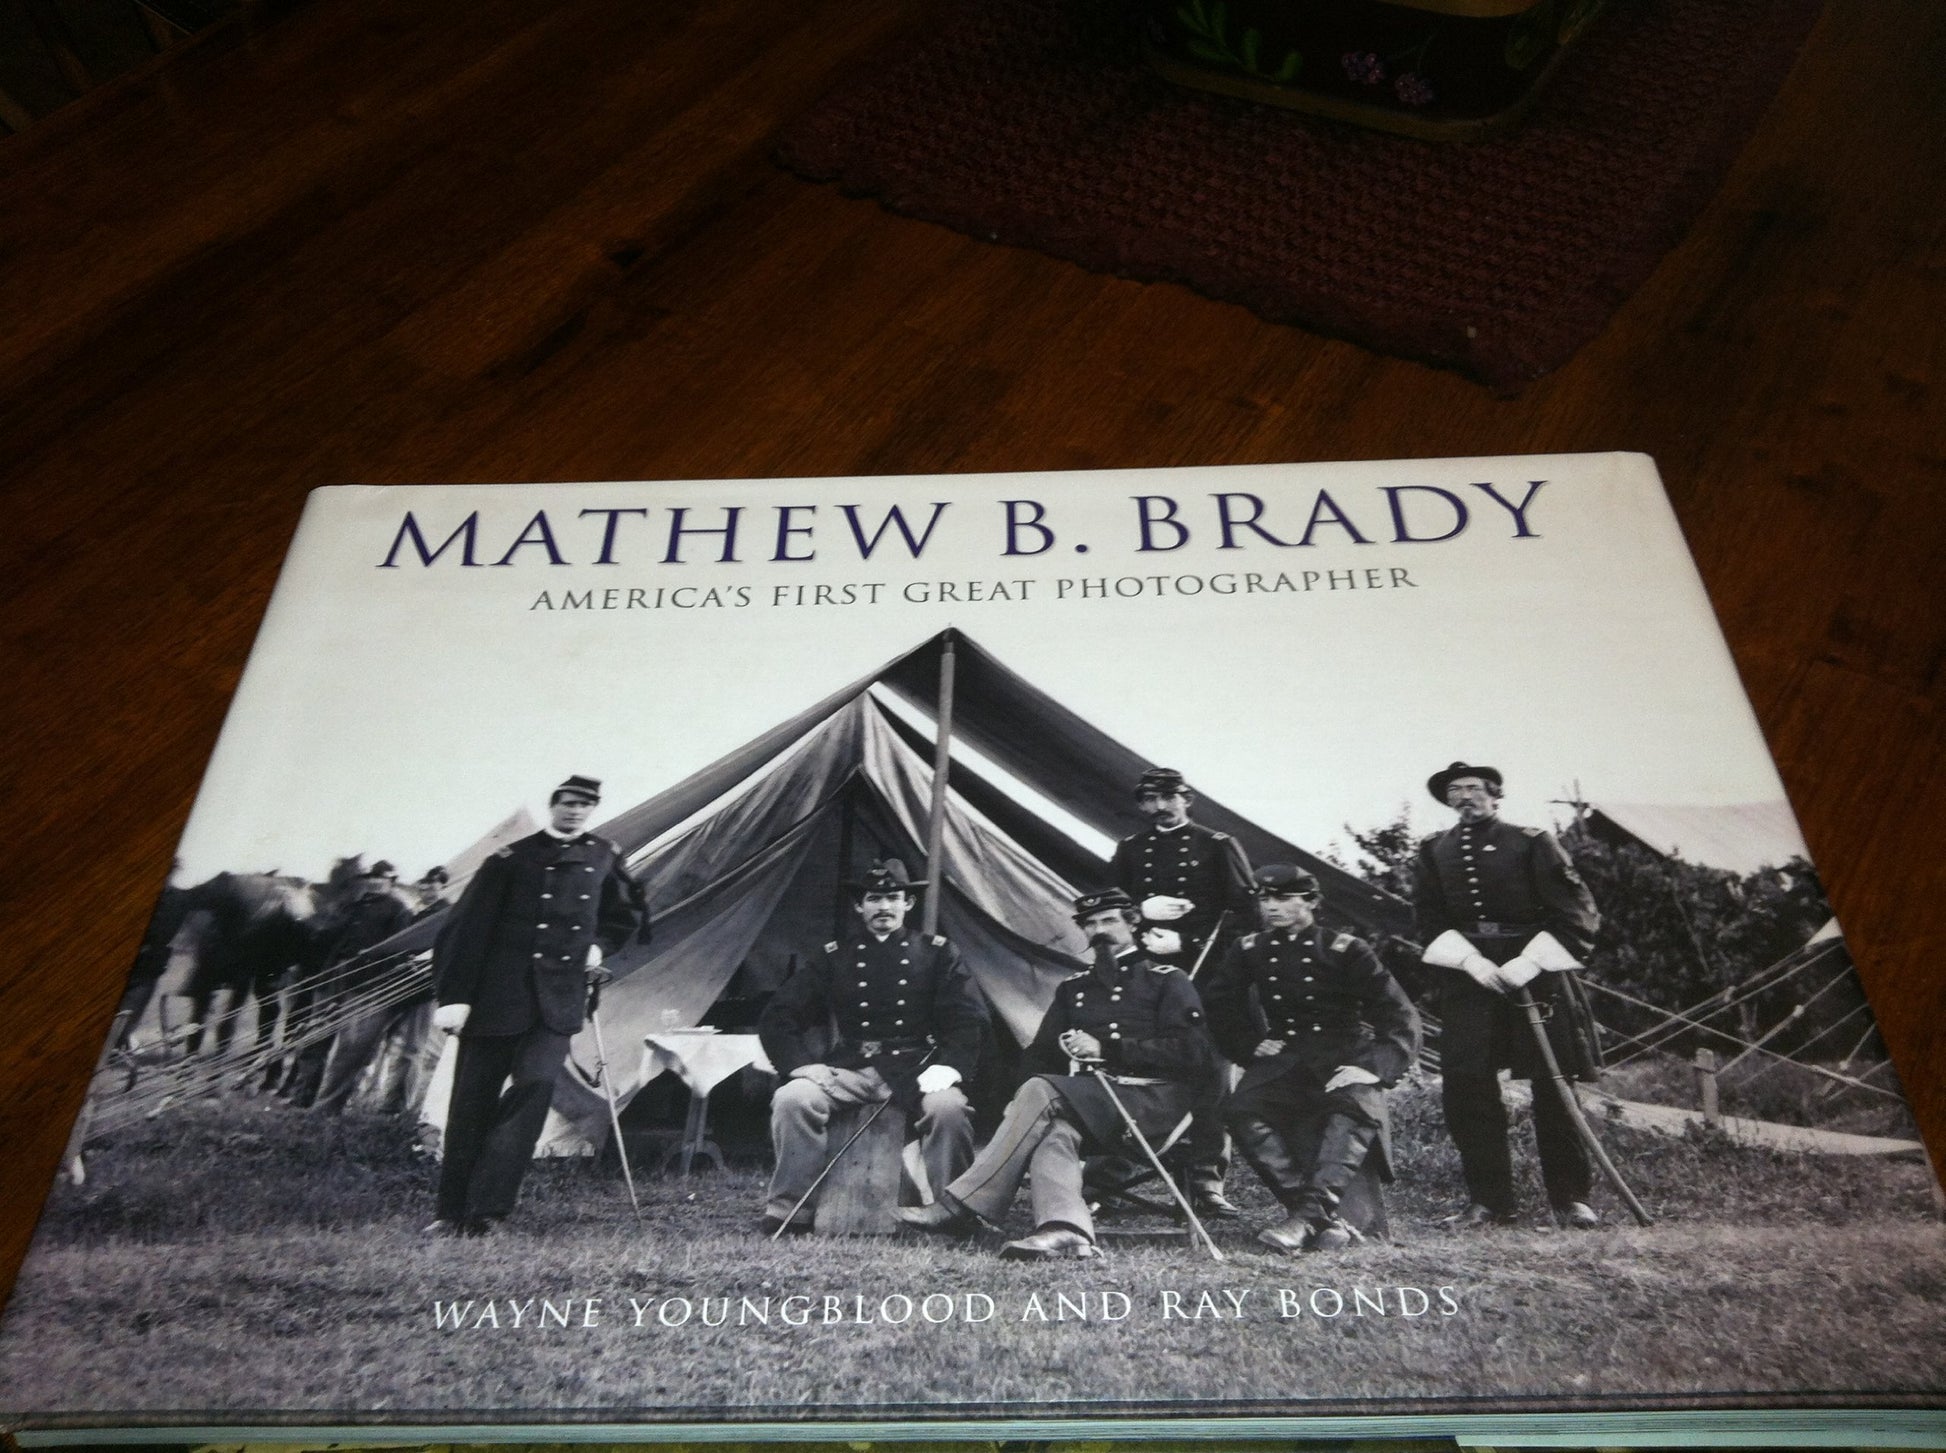 MATHEW B. BRADY
AMERICA'S FIRST GREAT PHOTOGRAPHER
WAYNE YOUNGBLOOD AND RAY BONDS